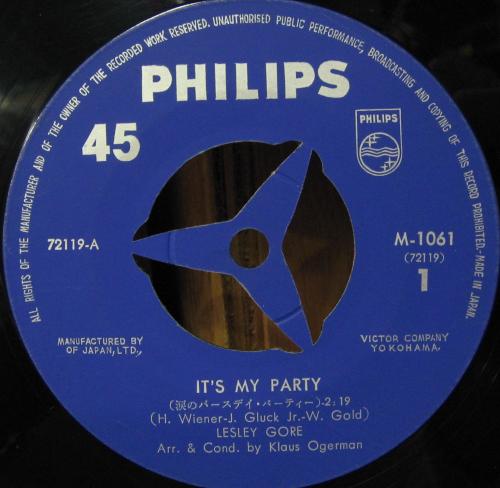 ALL RIGHTS OF THE MANUFACTURER AND OF THE OWNER OF THE RECORDED WORK RESERVED. UNAUTHORISED PUBLIC PERFORMANCE, BROADCASTING AND COPYING OF THIS RECORD PROHIBITED.-MADE IN JAPAN.
PHILIPS
45
PHILIPS
72119-A
M-1061
(72119)
1
MANUFACTURED BY
OF JAPAN, LTD.,
VICTOR COMPANY
YOKOHAMA.
IT'S MY PARTY
(涙のバースデイ・パーティー)-2:19
(H. Wiener-J. Gluck Jr.-W. Gold)
LESLEY GORE
Arr. & Cond. by Klaus Ogerman